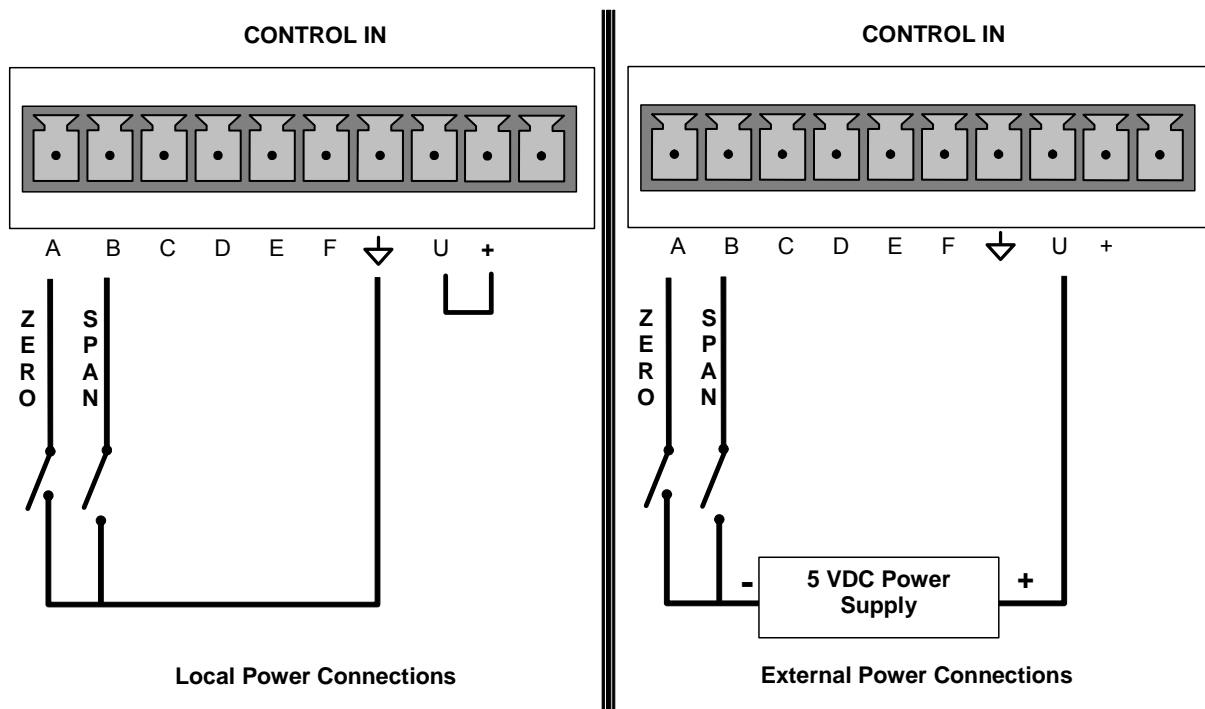 CONTROL IN
A B C D E F U +
ZERO
SPAN
Local Power Connections
CONTROL IN
A B C D E F U +
ZERO
SPAN
-
5 VDC Power
Supply
+
External Power Connections